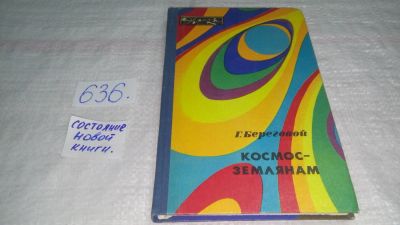 636.
СОСТОЯНИЕ
НОВОЙ
КНИГИ.
Г. Береговой
КОСМОС-
ЗЕМЛЯНАМ